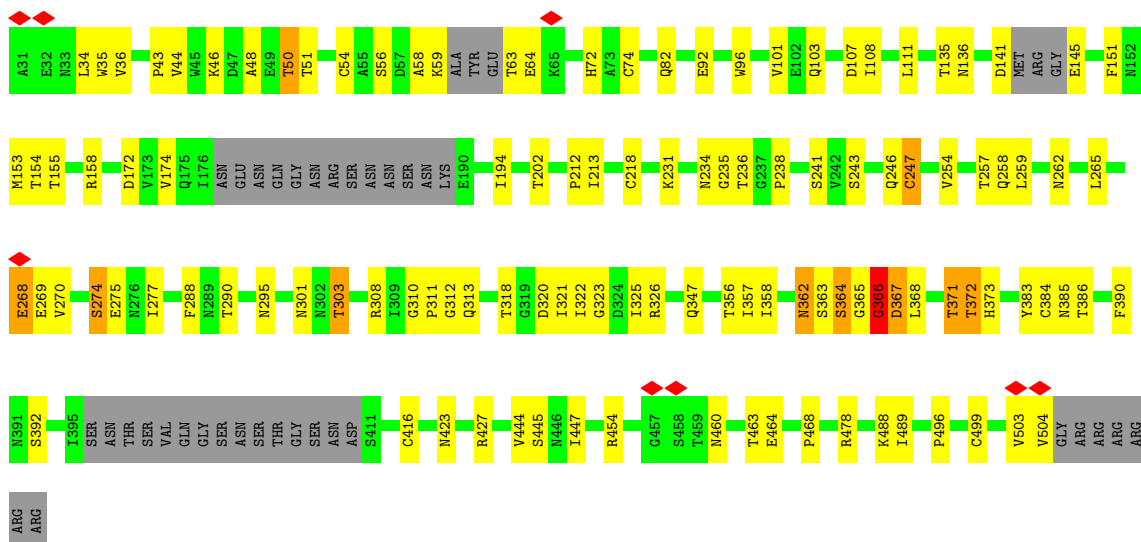 A31 E32 N33 L34 W35 V36 P43 V44 W45 K46 D47 A48 E49 T50 T51 C54 A55 S56 D57 A58 K59 ALA TYR GLU T63 E64 K65 H72 A73 C74 Q82 E92 W96 V101 E102 Q103 D107 I108 L111 T135 N136 D141 MET ARG GLY E145 F151 N152
M153 T154 T155 R158 D172 V173 V174 Q175 I176 ASN GLU ASN GLN GLY ASN ARG SER ASN ASN SER ASN LYS E190 I194 T202 P212 I213 C218 K231 N234 G235 T236 G237 P238 S241 V242 S243 Q246 C247 V254 T257 Q258 L259 N262 L265
E268 E269 V270 S274 E275 N276 I277 F288 N289 T290 N295 N301 N302 T303 R308 I309 G310 P311 G312 Q313 T318 G319 D320 I321 I322 G323 D324 I325 R326 Q347 T356 I357 I358 N362 S363 S364 G365 G366 D367 L368 T371 T372 H373 Y383 C384 N385 T386 F390
N391 S392 I395 SER ASN THR SER VAL GLN GLY SER ASN SER THR GLY SER ASN ASP S411 C416 N423 R427 V444 S445 N446 I447 R454 G457 S458 T459 N460 T463 E464 P468 R478 K488 I489 P496 C499 V503 V504 GLY ARG ARG ARG ARG
ARG ARG